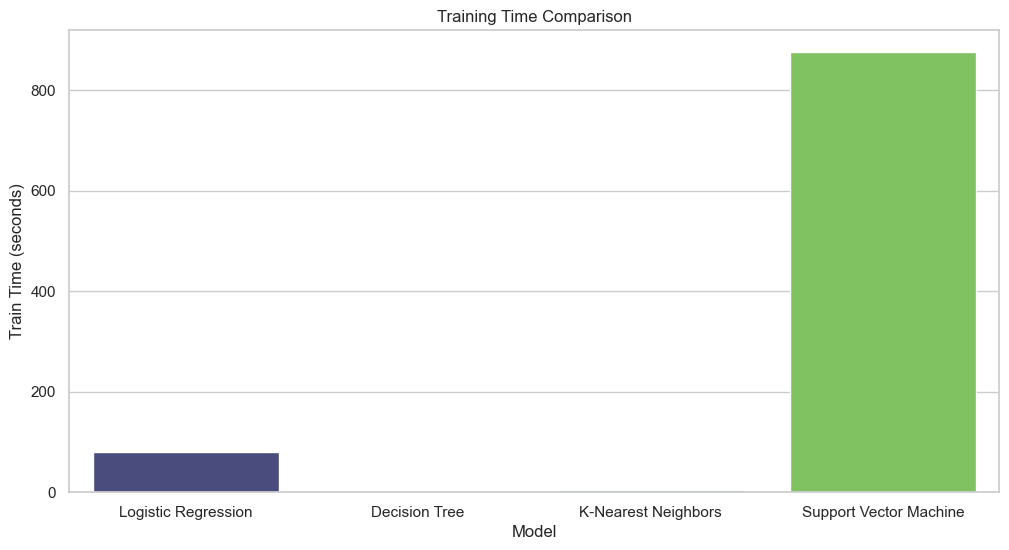 Training Time Comparison
Train Time (seconds)
800
600
400
200
0
Logistic Regression
Decision Tree
K-Nearest Neighbors
Support Vector Machine
Model